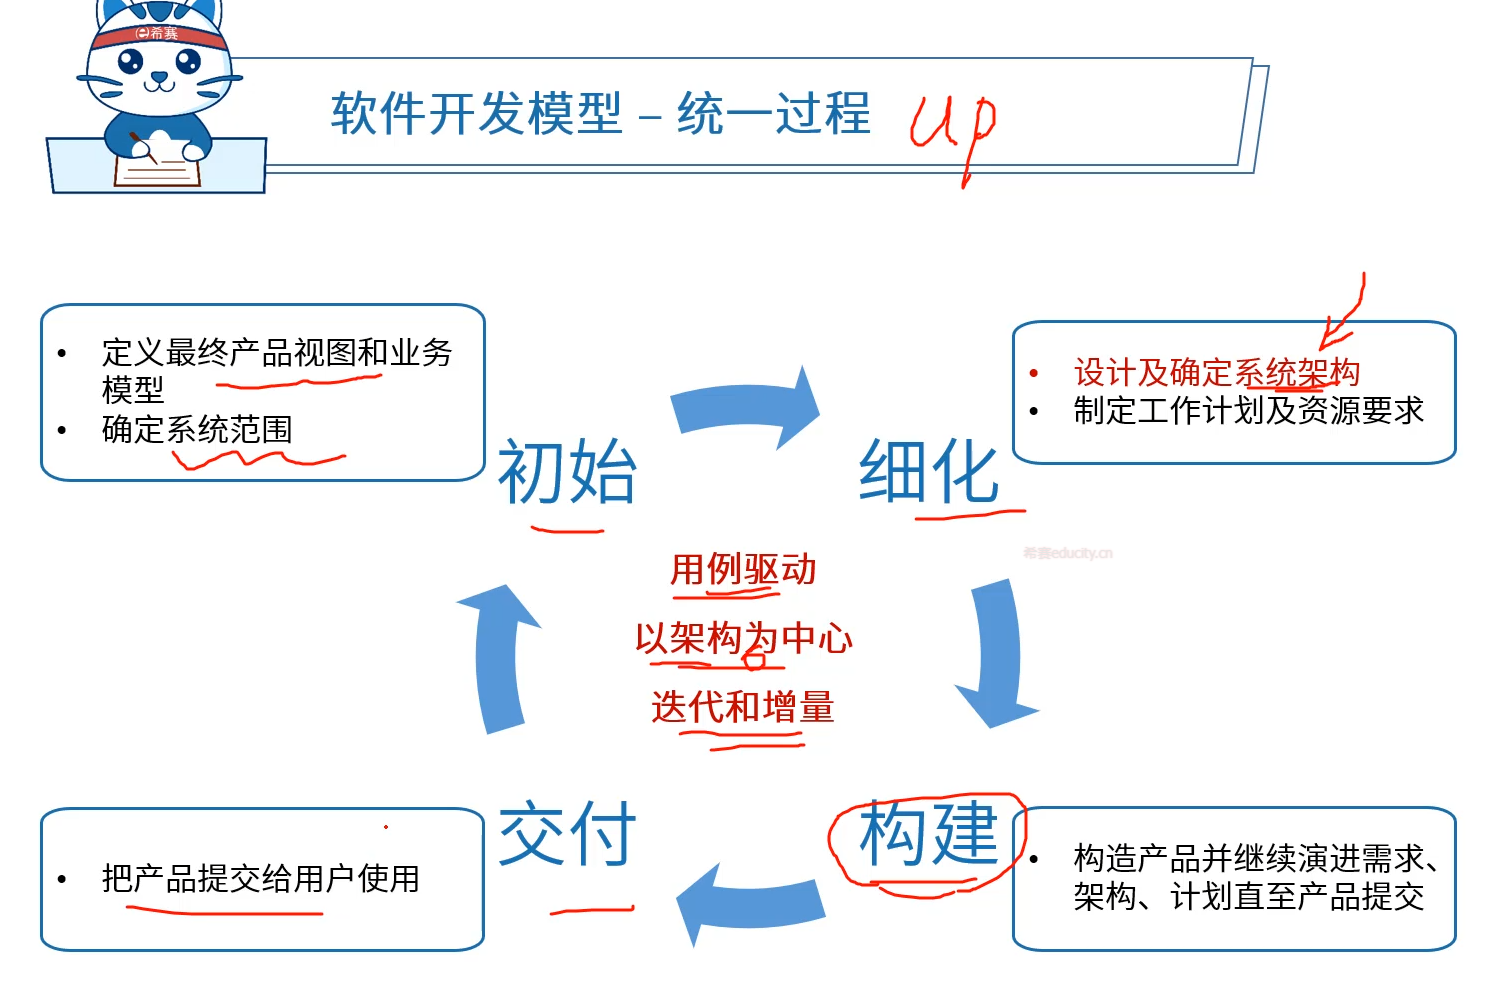 e希赛
软件开发模型 – 统一过程 up
• 定义最终产品视图和业务
模型
• 确定系统范围
• 设计及确定系统架构
• 制定工作计划及资源要求
初始
细化
希赛educity.cn
用例驱动
以架构为中心
迭代和增量
交付
构建
• 把产品提交给用户使用
• 构造产品并继续演进需求、
架构、计划直至产品提交